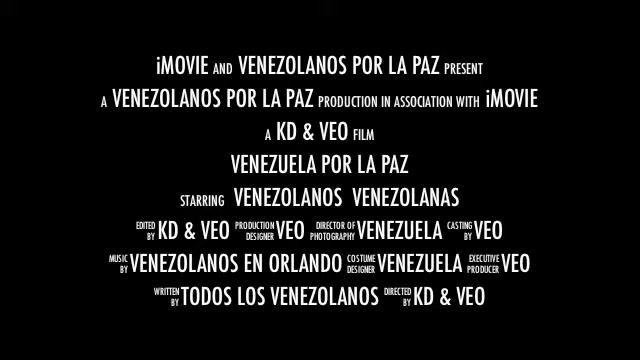 iMOVIE AND VENEZOLANOS POR LA PAZ PRESENT
A VENEZOLANOS POR LA PAZ PRODUCTION IN ASSOCIATION WITH iMOVIE
A KD & VEO FILM
VENEZUELA POR LA PAZ
STARRING VENEZOLANOS VENEZOLANAS
EDITED BY KD & VEO PRODUCTION DESIGNER VEO DIRECTOR OF PHOTOGRAPHY VENEZUELA CASTING BY VEO
MUSIC BY VENEZOLANOS EN ORLANDO COSTUME DESIGNER VENEZUELA EXECUTIVE PRODUCER VEO
WRITTEN BY TODOS LOS VENEZOLANOS DIRECTED BY KD & VEO